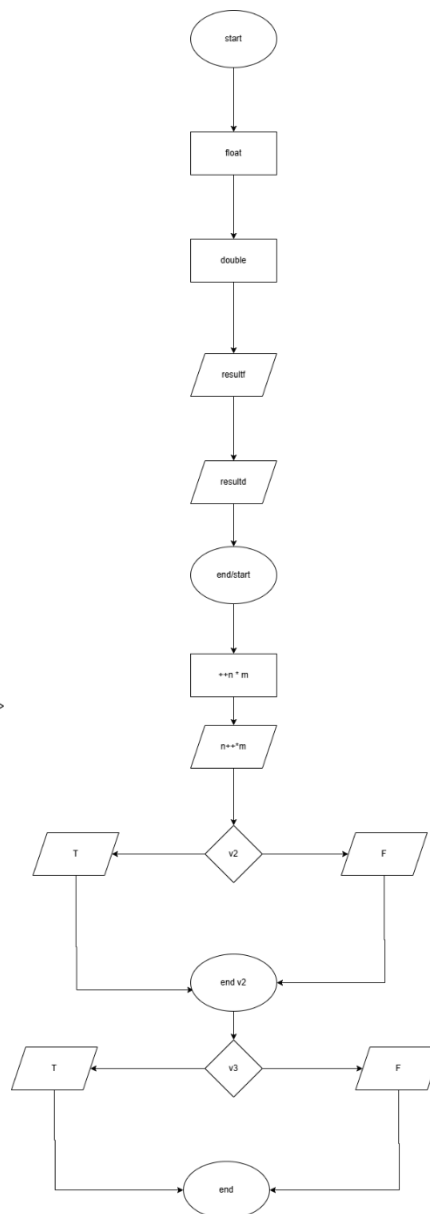 start
float
double
resultf
resultd
end/start
++n * m
>
n++*m
T
v2
F
end v2
T
v3
F
end